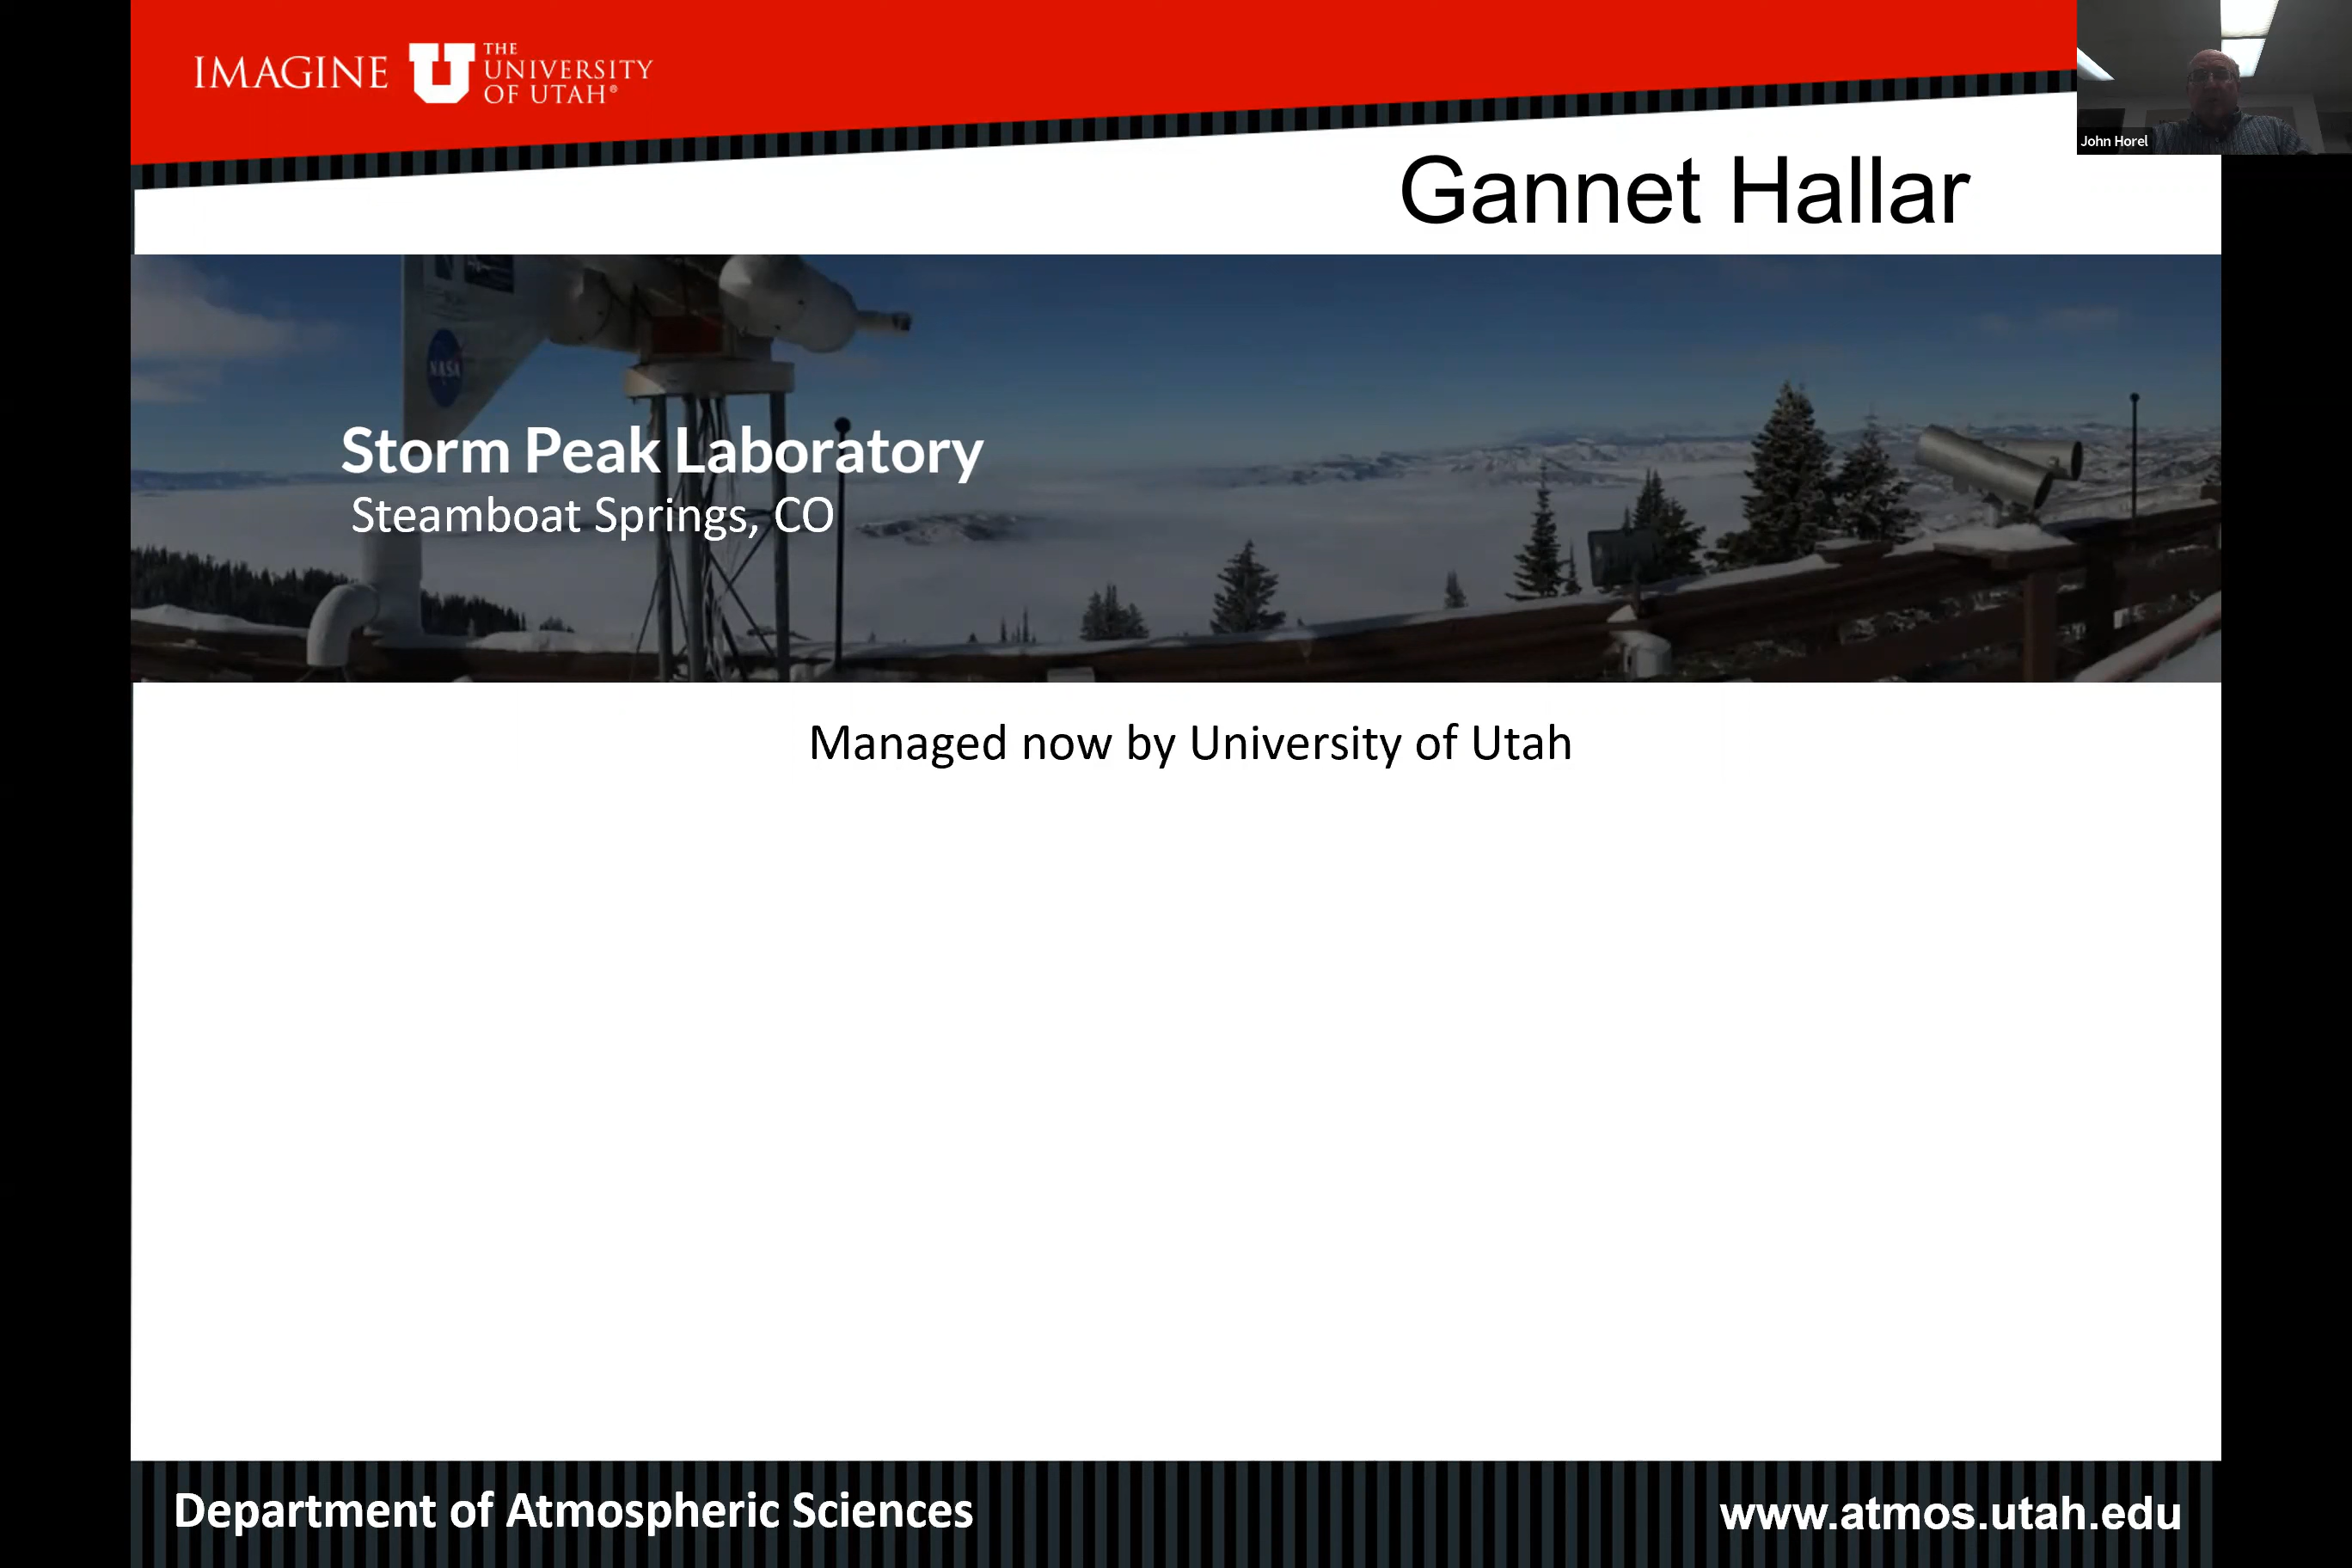 IMAGINE
THE
UNIVERSITY
OF UTAH®
John Horel
Gannet Hallar
NASA
Storm Peak Laboratory
Steamboat Springs, CO
Managed now by University of Utah
Department of Atmospheric Sciences
www.atmos.utah.edu